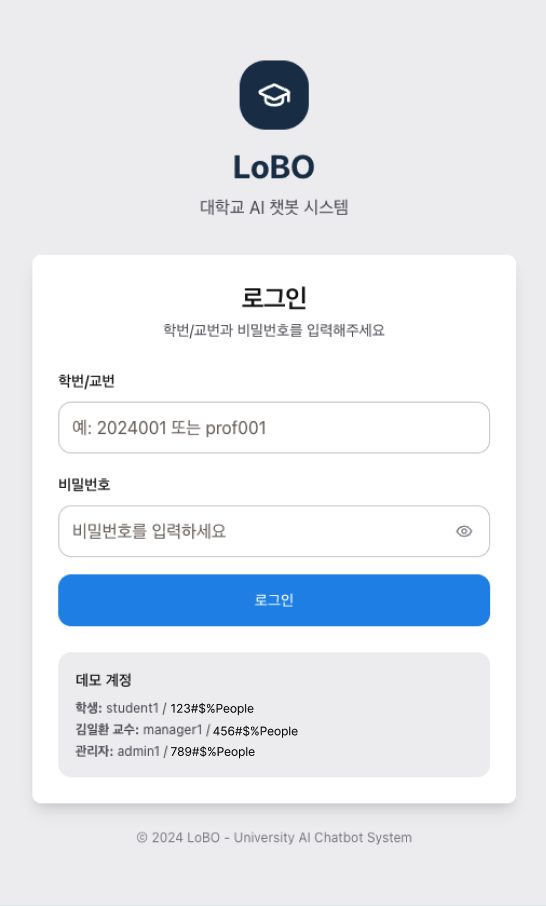 LoBO
대학교 AI 챗봇 시스템
로그인
학번/교번과 비밀번호를 입력해주세요
학번/교번
예: 2024001 또는 prof001
비밀번호
비밀번호를 입력하세요
로그인
데모 계정
학생: student1 / 123#$%People
김일환 교수: manager1 / 456#$%People
관리자: admin1 / 789#$%People
© 2024 LoBO - University AI Chatbot System